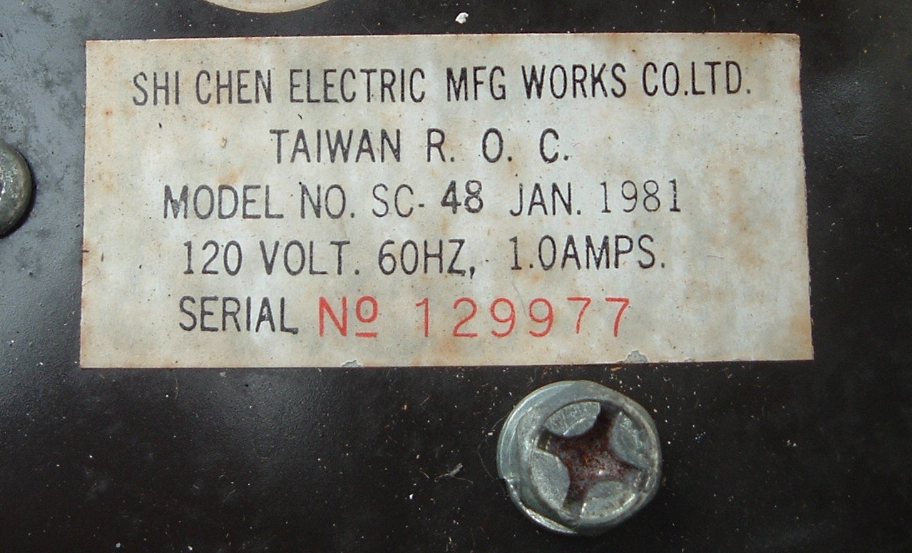 SHI CHEN ELECTRIC MFG WORKS CO.LTD.
TAIWAN R. O. C.
MODEL NO. SC- 48 JAN. 1981
120 VOLT. 60HZ, 1.0AMPS.
SERIAL No 129977